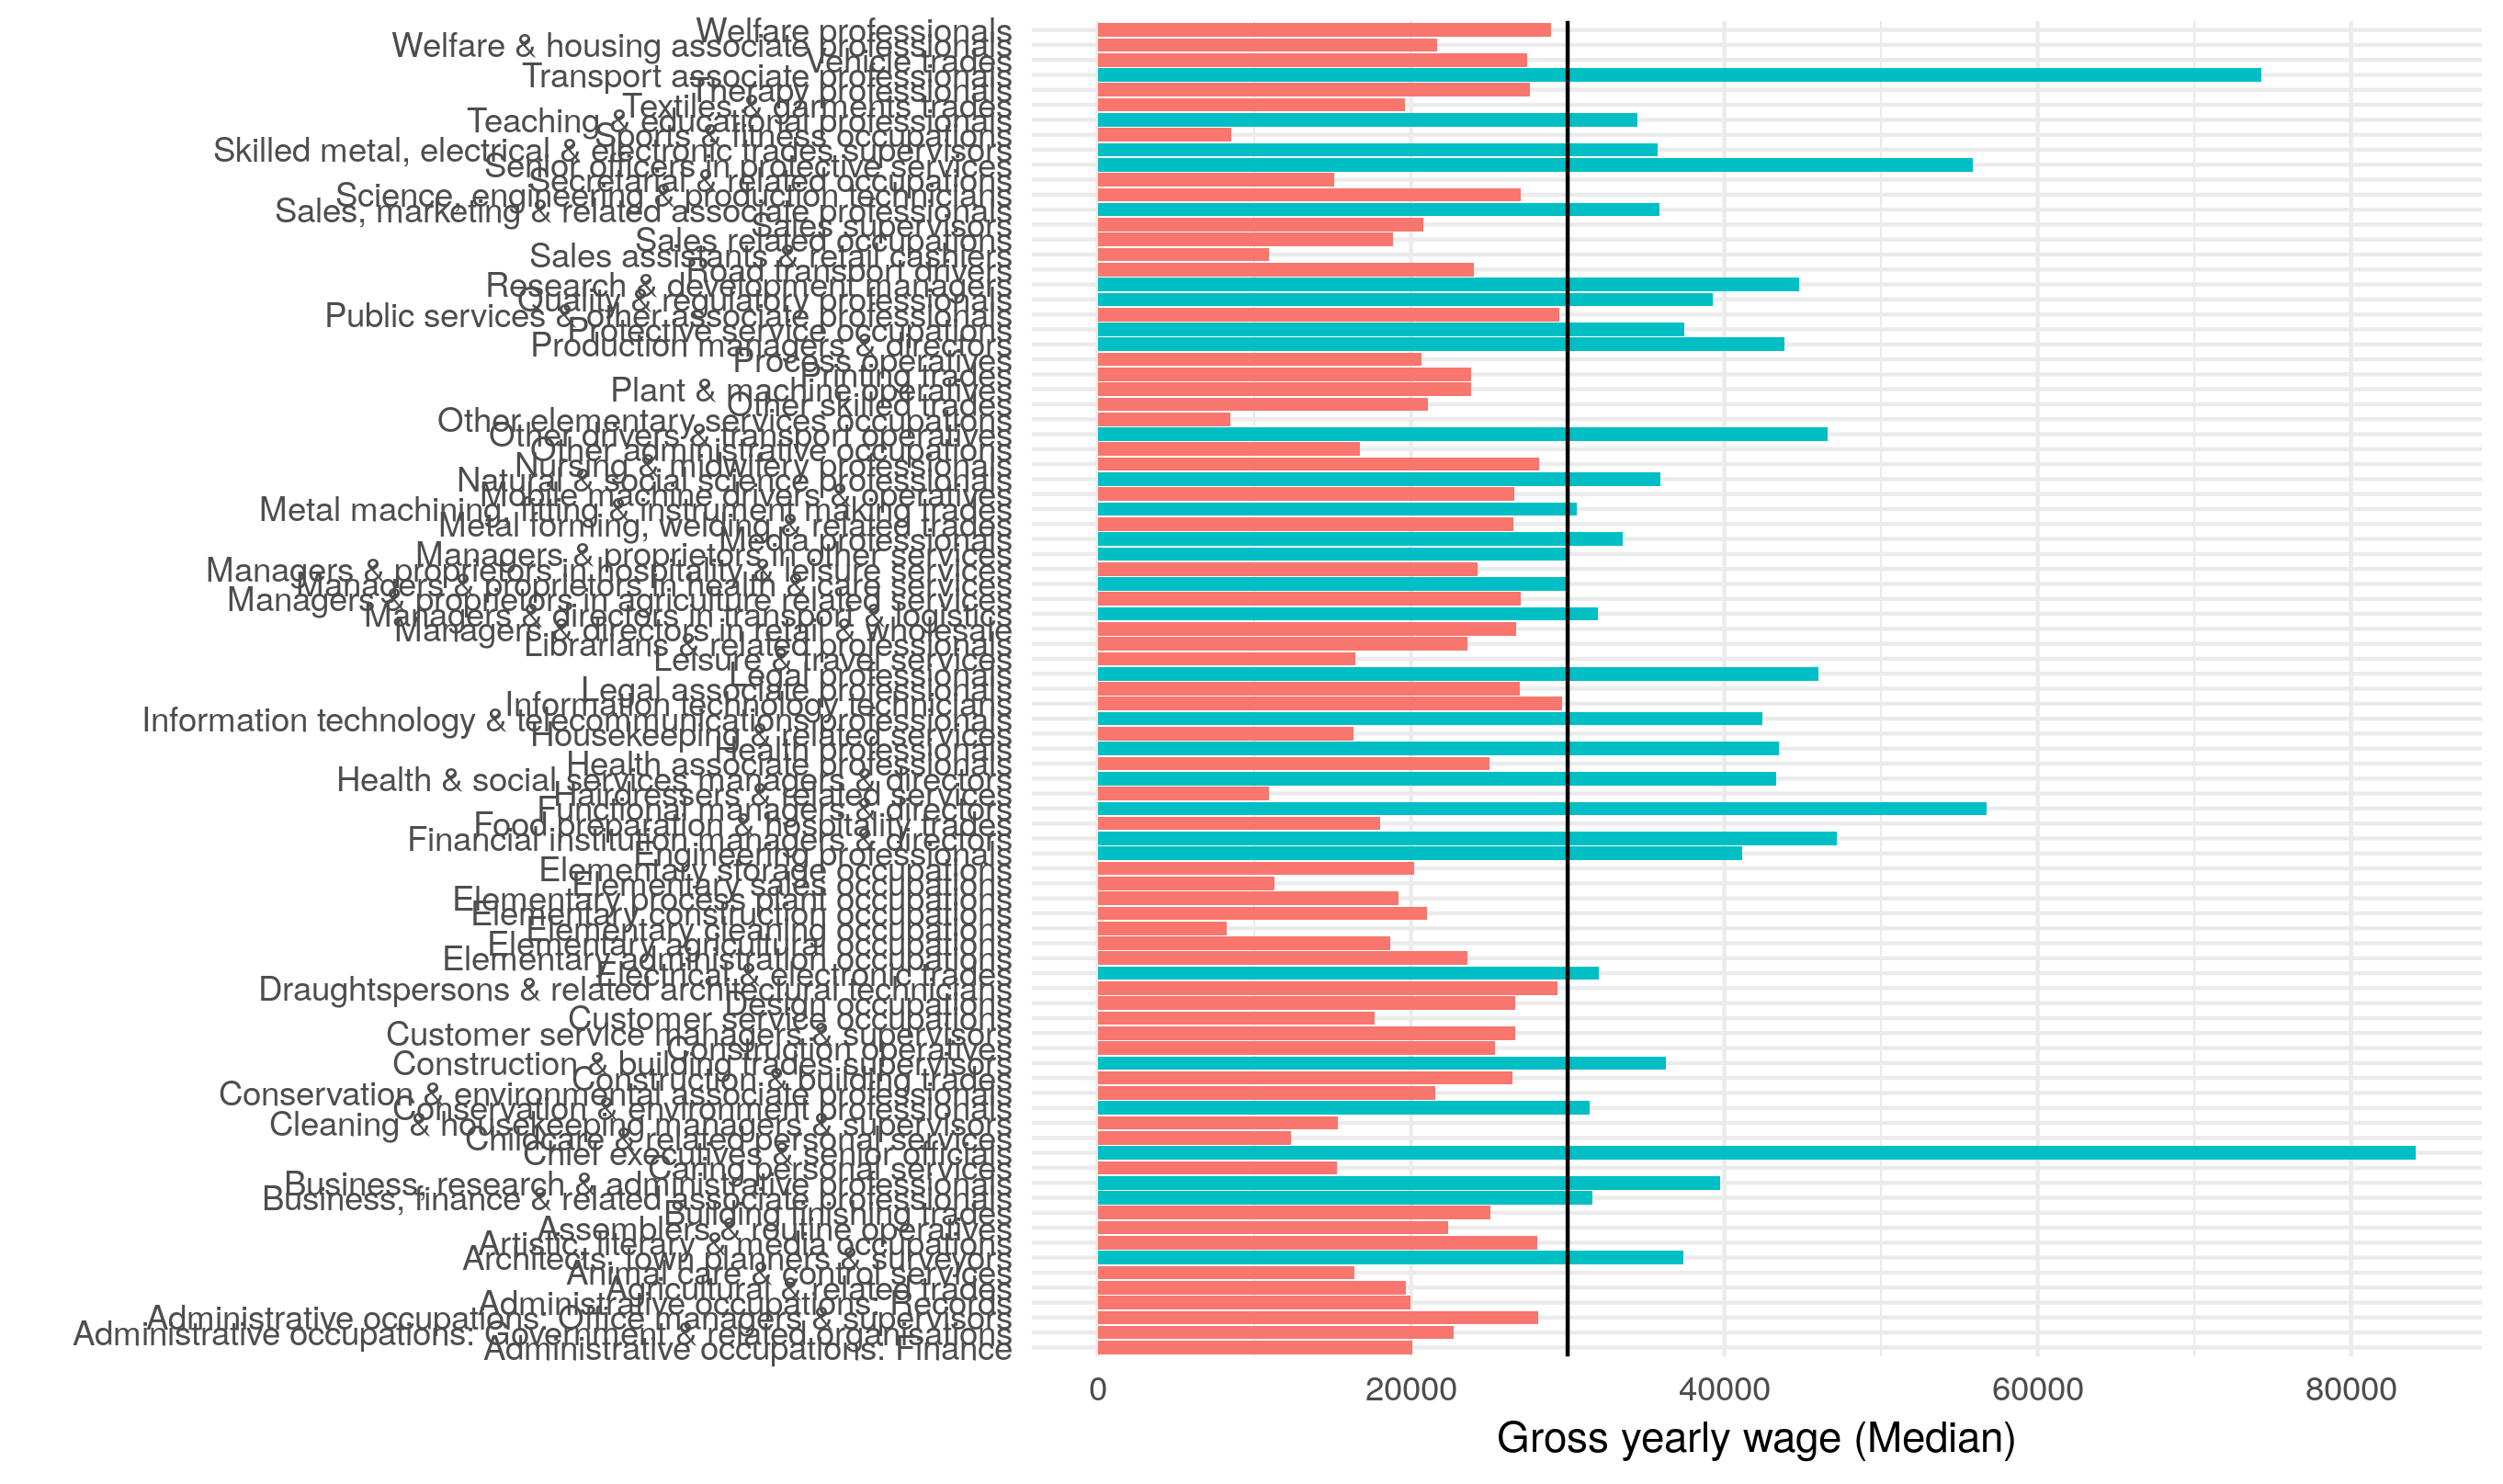 Welfare professionals
Welfare & housing associate professionals
Vehicle trades
Transport associate professionals
Therapy professionals
Textiles & garments trades
Teaching & educational professionals
Sports & fitness occupations
Skilled metal, electrical & electronic trades supervisors
Senior officers in protective services
Secretarial & related occupations
Science, engineering & production technicians
Sales, marketing & related associate professionals
Sales supervisors
Sales related occupations
Sales assistants & retail cashiers
Road transport drivers
Research & development managers
Quality & regulatory professionals
Public services & other associate professionals
Protective service occupations
Production managers & directors
Process operatives
Printing trades
Plant & machine operatives
Other skilled trades
Other elementary services occupations
Other drivers & transport operatives
Other administrative occupations
Nursing & midwifery professionals
Natural & social science professionals
Mobile machine drivers & operatives
Metal machining, fitting & instrument making trades
Metal forming, welding & related trades
Media professionals
Managers & proprietors in other services
Managers & proprietors in hospitality & leisure services
Managers & proprietors in health & care services
Managers & proprietors in agriculture related services
Managers & directors in transport & logistics
Managers & directors in retail & wholesale
Librarians & related professionals
Leisure & travel services
Legal professionals
Legal associate professionals
Information technology technicians
Information technology & telecommunications professionals
Housekeeping & related services
Health professionals
Health associate professionals
Health & social services managers & directors
Hairdressers & related services
Functional managers & directors
Food preparation & hospitality trades
Financial institution managers & directors
Engineering professionals
Elementary storage occupations
Elementary sales occupations
Elementary process plant occupations
Elementary construction occupations
Elementary cleaning occupations
Elementary agricultural occupations
Elementary administration occupations
Electrical & electronic trades
Draughtspersons & related architectural technicians
Design occupations
Customer service occupations
Customer service managers & supervisors
Construction operatives
Construction & building trades supervisors
Construction & building trades
Conservation & environmental associate professionals
Conservation & environment professionals
Cleaning & housekeeping managers & supervisors
Childcare & related personal services
Chief executives & senior officials
Caring personal services
Business, research & administrative professionals
Business, finance & related associate professionals
Building finishing trades
Assemblers & routine operatives
Artistic, literary & media occupations
Architects, town planners & surveyors
Animal care & control services
Agricultural & related trades
Administrative occupations: Records
Administrative occupations: Office managers & supervisors
Administrative occupations: Government & related organisations
Administrative occupations: Finance
0 20000 40000 60000 80000
Gross yearly wage (Median)